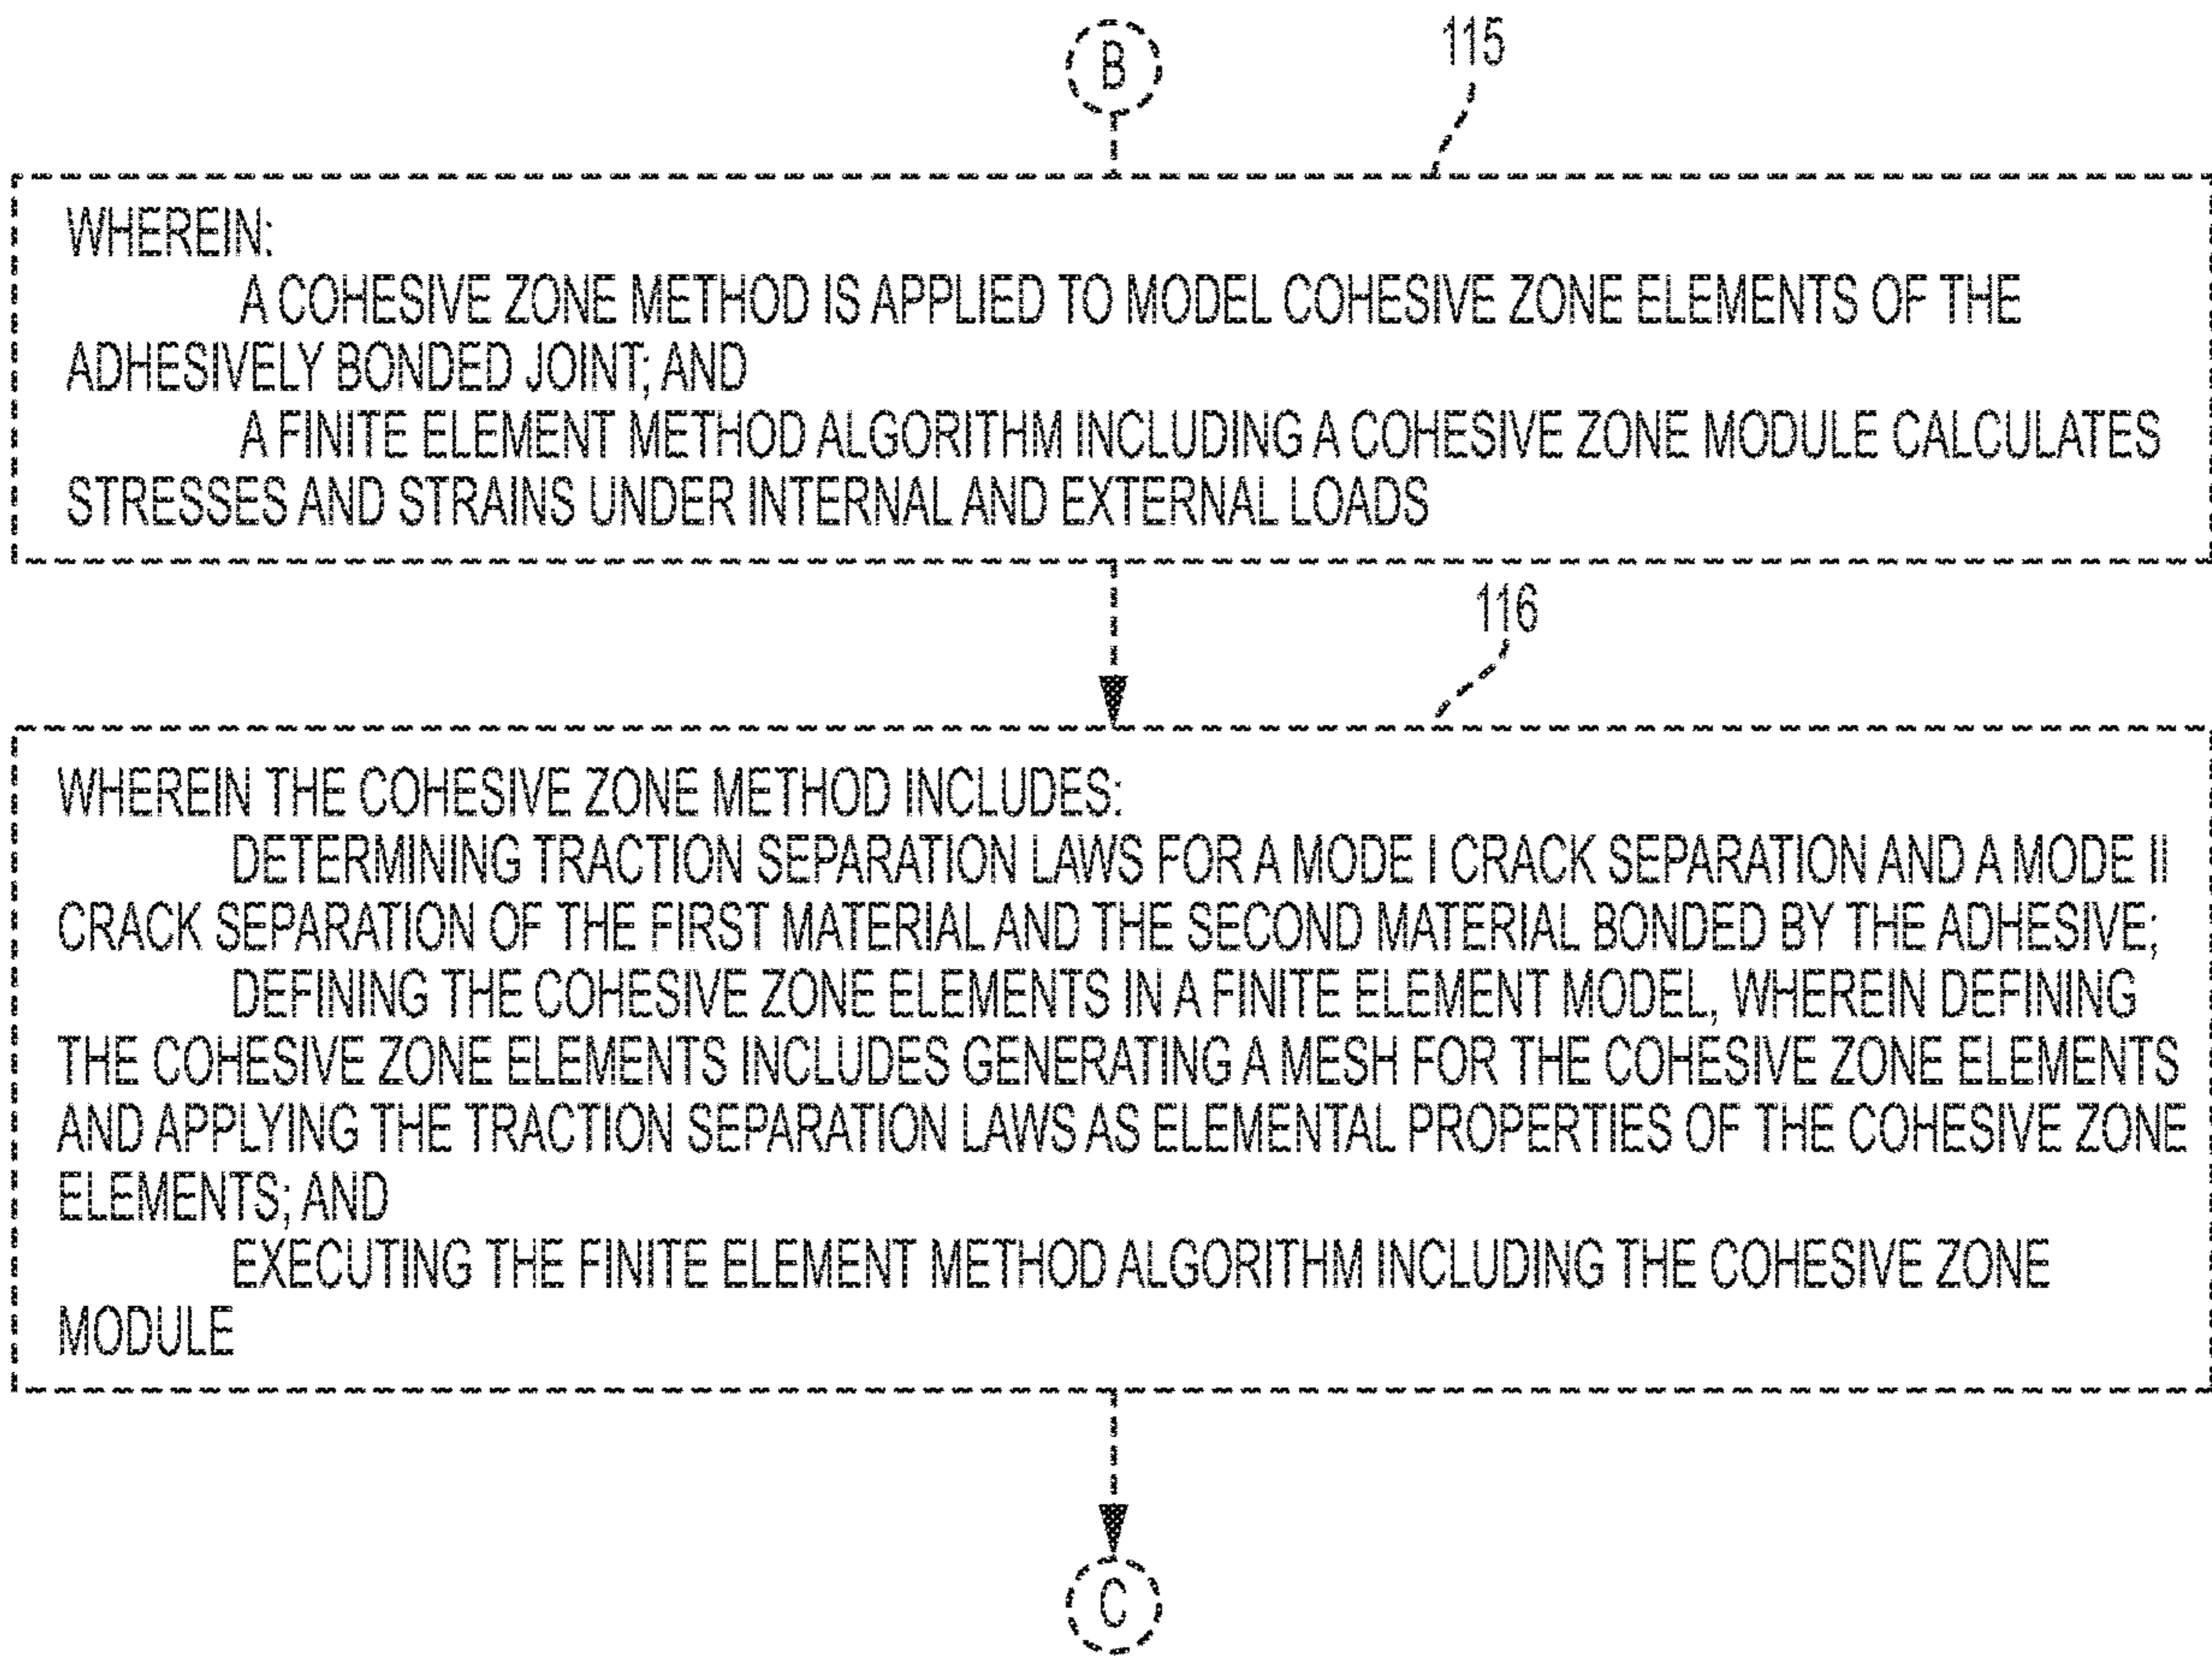 B
115
WHEREIN:
A COHESIVE ZONE METHOD IS APPLIED TO MODEL COHESIVE ZONE ELEMENTS OF THE
ADHESIVELY BONDED JOINT; AND
A FINITE ELEMENT METHOD ALGORITHM INCLUDING A COHESIVE ZONE MODULE CALCULATES
STRESSES AND STRAINS UNDER INTERNAL AND EXTERNAL LOADS
116
WHEREIN THE COHESIVE ZONE METHOD INCLUDES:
DETERMINING TRACTION SEPARATION LAWS FOR A MODE I CRACK SEPARATION AND A MODE II
CRACK SEPARATION OF THE FIRST MATERIAL AND THE SECOND MATERIAL BONDED BY THE ADHESIVE;
DEFINING THE COHESIVE ZONE ELEMENTS IN A FINITE ELEMENT MODEL, WHEREIN DEFINING
THE COHESIVE ZONE ELEMENTS INCLUDES GENERATING A MESH FOR THE COHESIVE ZONE ELEMENTS
AND APPLYING THE TRACTION SEPARATION LAWS AS ELEMENTAL PROPERTIES OF THE COHESIVE ZONE
ELEMENTS; AND
EXECUTING THE FINITE ELEMENT METHOD ALGORITHM INCLUDING THE COHESIVE ZONE
MODULE
C